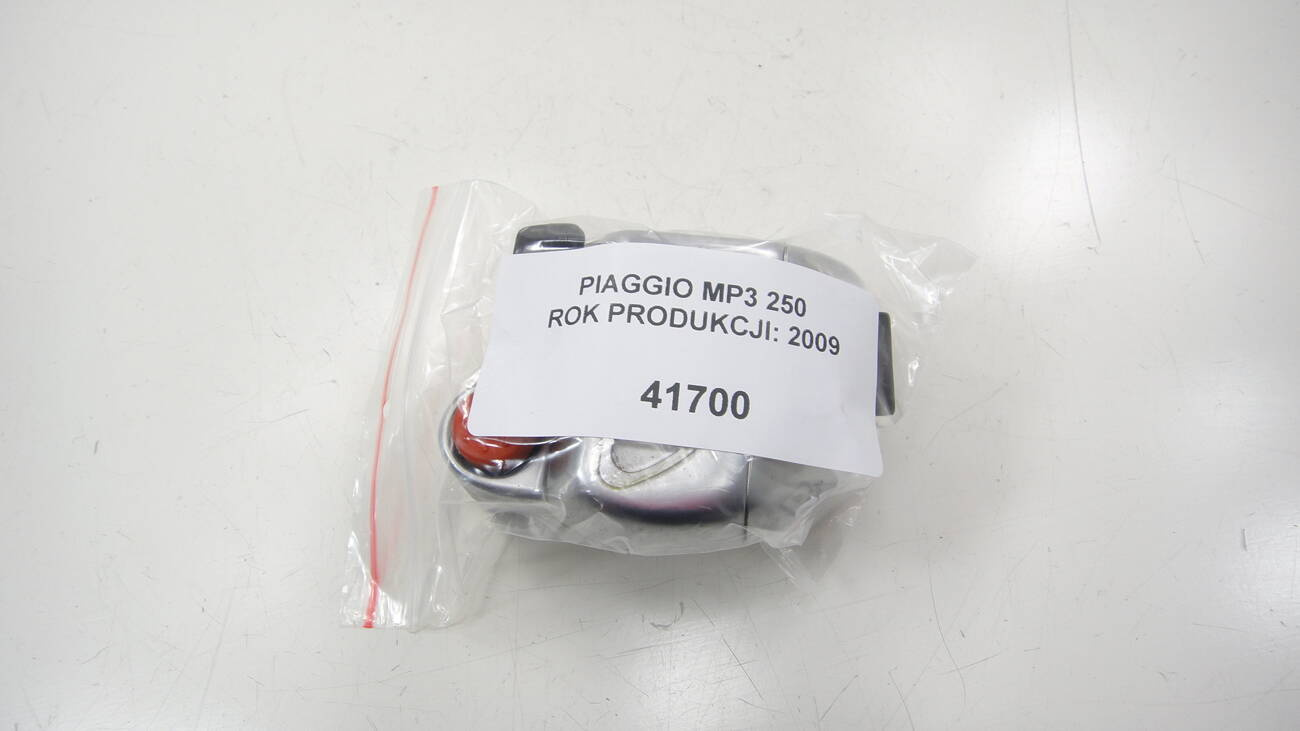 PIAGGIO MP3 250
ROK PRODUKCJI: 2009
41700